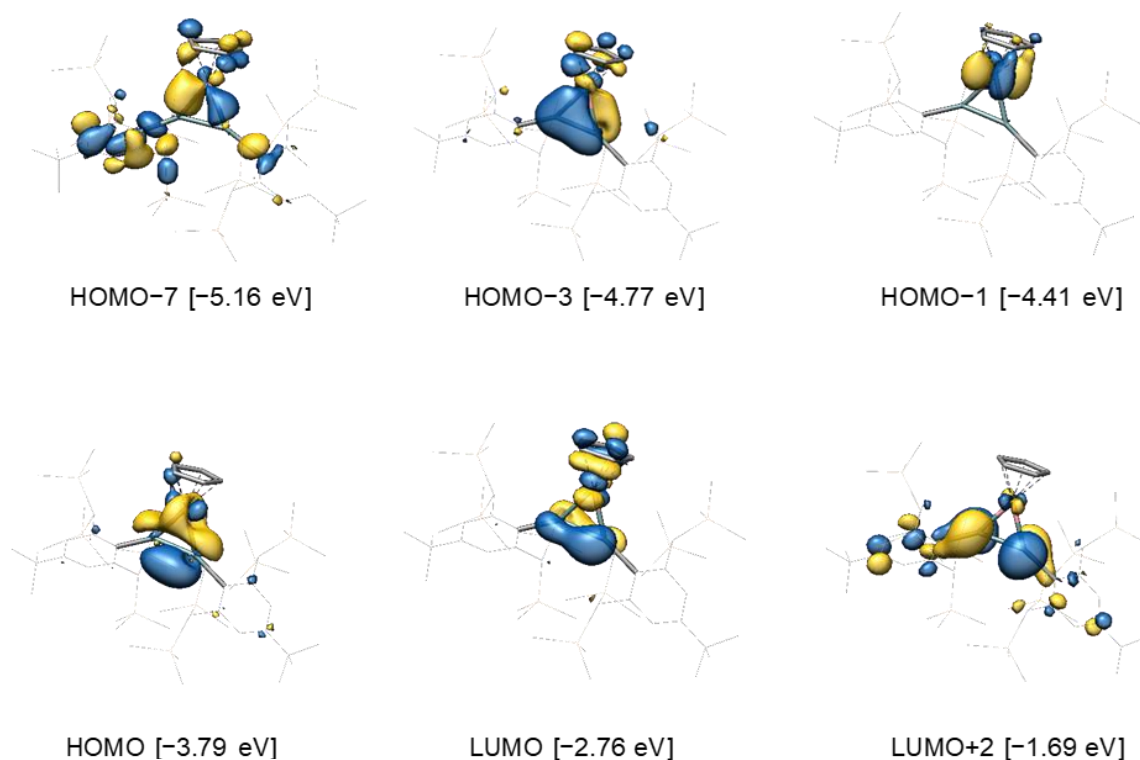 HOMO−7 [−5.16 eV]
HOMO−3 [−4.77 eV]
HOMO−1 [−4.41 eV]
HOMO [−3.79 eV]
LUMO [−2.76 eV]
LUMO+2 [−1.69 eV]